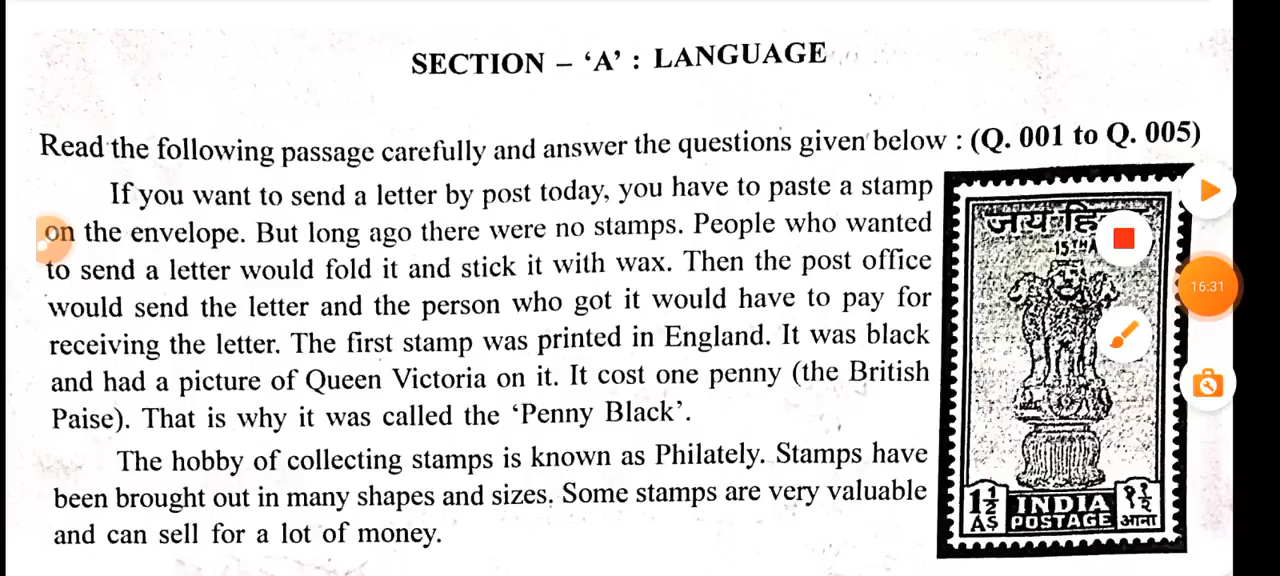 SECTION – ‘A’ : LANGUAGE
Read the following passage carefully and answer the questions given below : (Q. 001 to Q. 005)
If you want to send a letter by post today, you have to paste a stamp
on the envelope. But long ago there were no stamps. People who wanted
to send a letter would fold it and stick it with wax. Then the post office
would send the letter and the person who got it would have to pay for
receiving the letter. The first stamp was printed in England. It was black
and had a picture of Queen Victoria on it. It cost one penny (the British
Paise). That is why it was called the ‘Penny Black’.
The hobby of collecting stamps is known as Philately. Stamps have
been brought out in many shapes and sizes. Some stamps are very valuable
and can sell for a lot of money.
जय
15TH
16:31
1 1/2 AS INDIA POSTAGE
आना